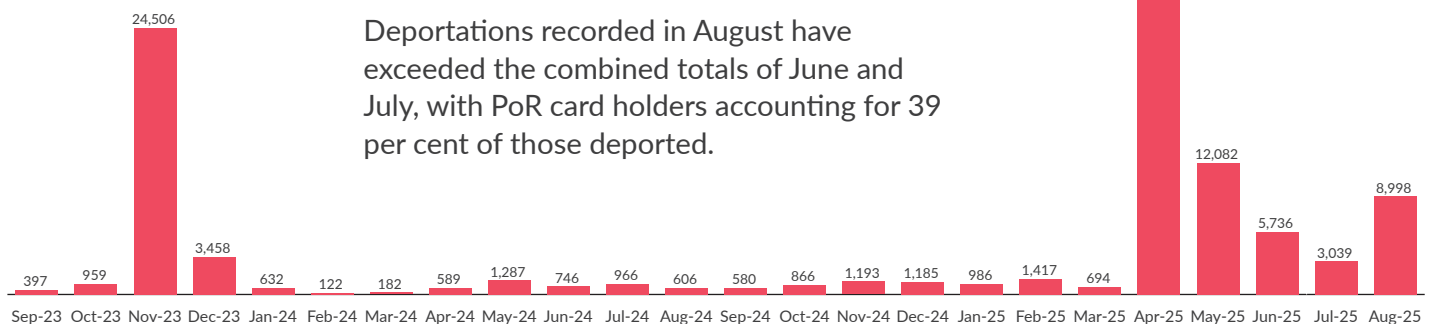 24,506
Deportations recorded in August have
exceeded the combined totals of June and
July, with PoR card holders accounting for 39
per cent of those deported.
12,082
8,998
5,736
3,458
3,039
397 959 632 122 182 589 1,287 746 966 606 580 866 1,193 1,185 986 1,417 694
Sep-23 Oct-23 Nov-23 Dec-23 Jan-24 Feb-24 Mar-24 Apr-24 May-24 Jun-24 Jul-24 Aug-24 Sep-24 Oct-24 Nov-24 Dec-24 Jan-25 Feb-25 Mar-25 Apr-25 May-25 Jun-25 Jul-25 Aug-25